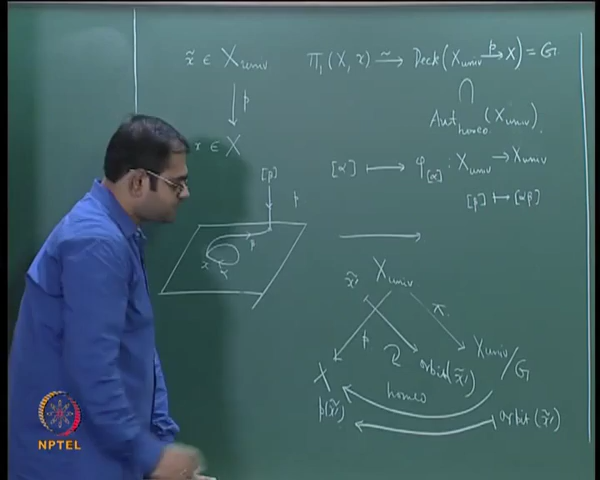 x̃ ∈ X_univ
↓ p
x ∈ X
π₁(X, x) ⥲ Deck(X_univ →^p X) = G
∩
Aut_homeo.(X_univ).
[α] ↦ φ_[α] : X_univ → X_univ
[β] ↦ [αβ]
[β]
p
β
x
α
X_univ
x̃'
p
π
X
orbit(x̃')
X_univ/G
homeo
p(x̃')
orbit(x̃')
NPTEL